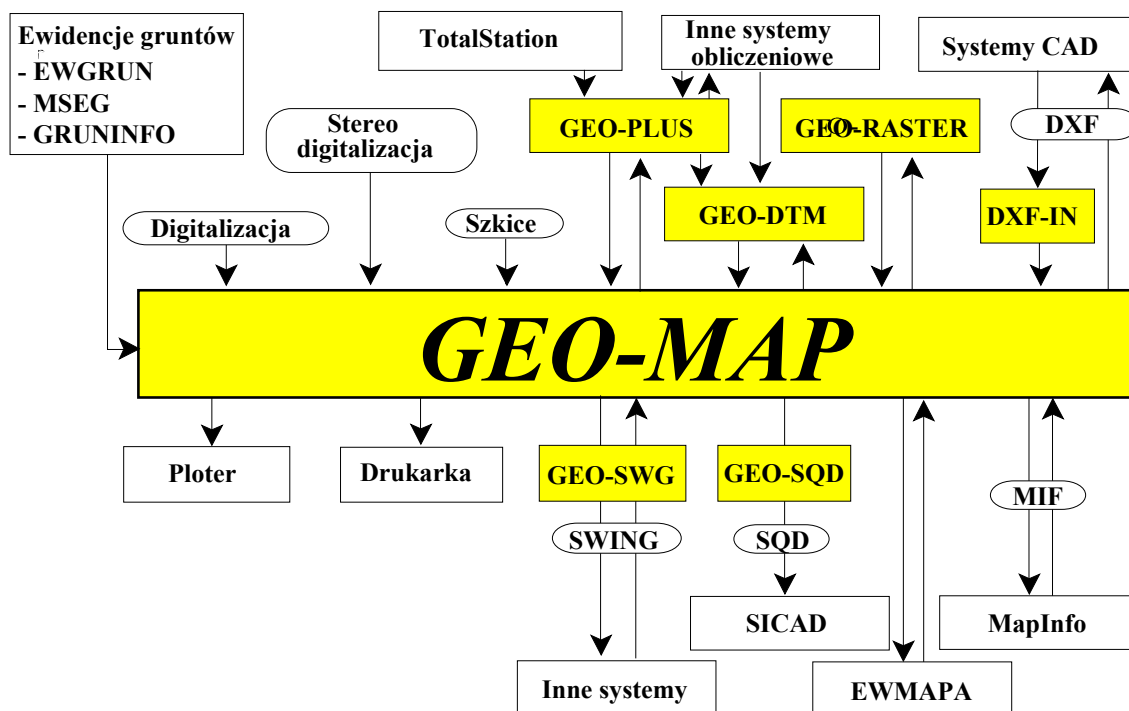 Ewidencje gruntów
- EWGRUN
- MSEG
- GRUNINFO
TotalStation
Inne systemy
obliczeniowe
Systemy CAD
Stereo
digitalizacja
GEO-PLUS
GEO-RASTER
DXF
Digitalizacja
Szkice
GEO-DTM
DXF-IN
GEO-MAP
Ploter
Drukarka
GEO-SWG
GEO-SQD
MIF
SWING
SQD
SICAD
MapInfo
Inne systemy
EWMAPA